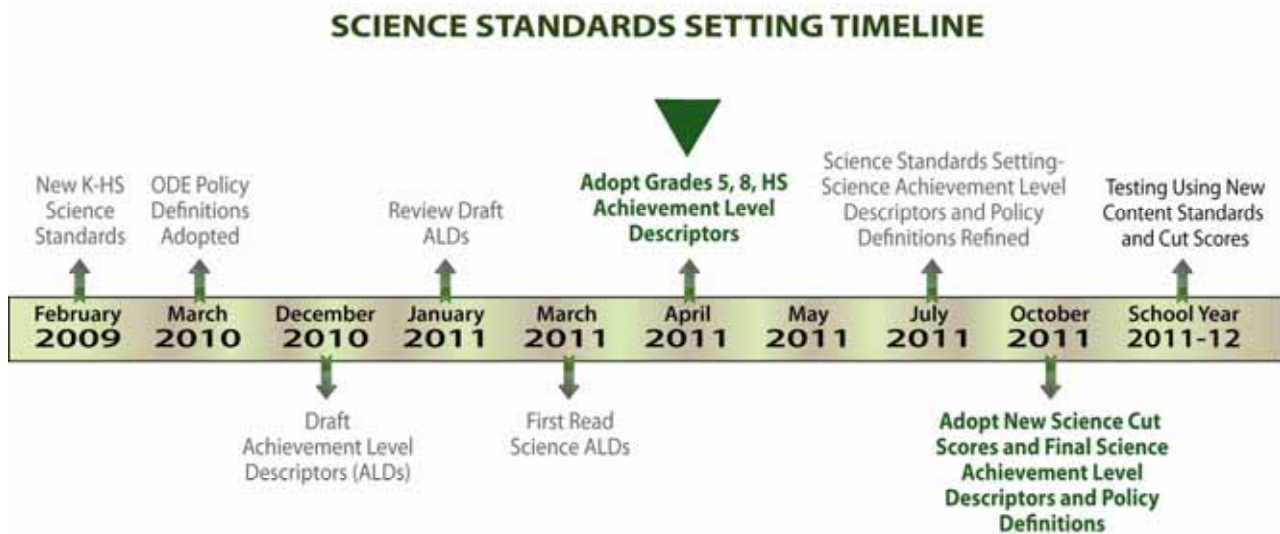 SCIENCE STANDARDS SETTING TIMELINE
New K-HS
Science
Standards
ODE Policy
Definitions
Adopted
Review Draft
ALDs
Adopt Grades 5, 8, HS
Achievement Level
Descriptors
Science Standards Setting-
Science Achievement Level
Descriptors and Policy
Definitions Refined
Testing Using New
Content Standards
and Cut Scores
February
2009
March
2010
December
2010
January
2011
March
2011
April
2011
May
2011
July
2011
October
2011
School Year
2011-12
Draft
Achievement Level
Descriptors (ALDs)
First Read
Science ALDs
Adopt New Science Cut
Scores and Final Science
Achievement Level
Descriptors and Policy
Definitions